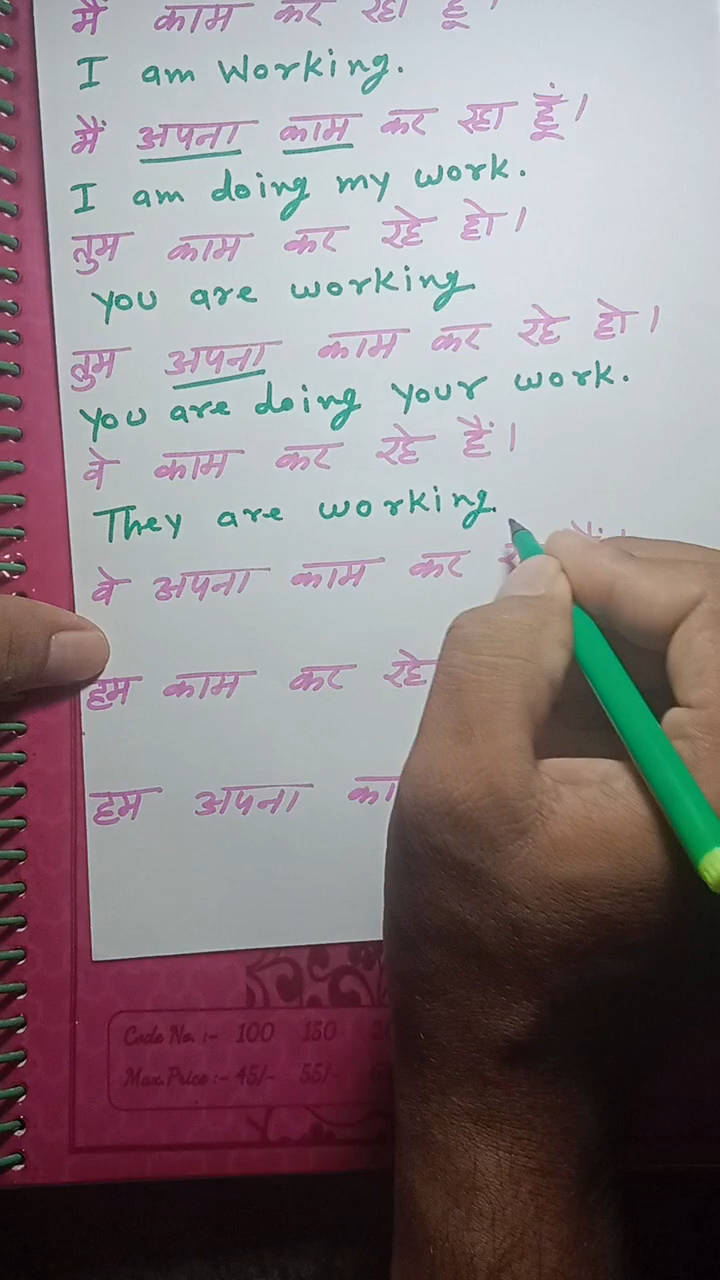 मैं काम कर रहा हूं।
I am Working.
मैं अपना काम कर रहा हूं।
I am doing my work.
तुम काम कर रहे हो।
you are working
तुम अपना काम कर रहे हो।
you are doing your work.
वे काम कर रहे हैं।
They are working.
वे अपना काम कर
हम काम कर रहे
हम अपना
Code No. :- 100 150
Max. Price :- 45/- 55/-